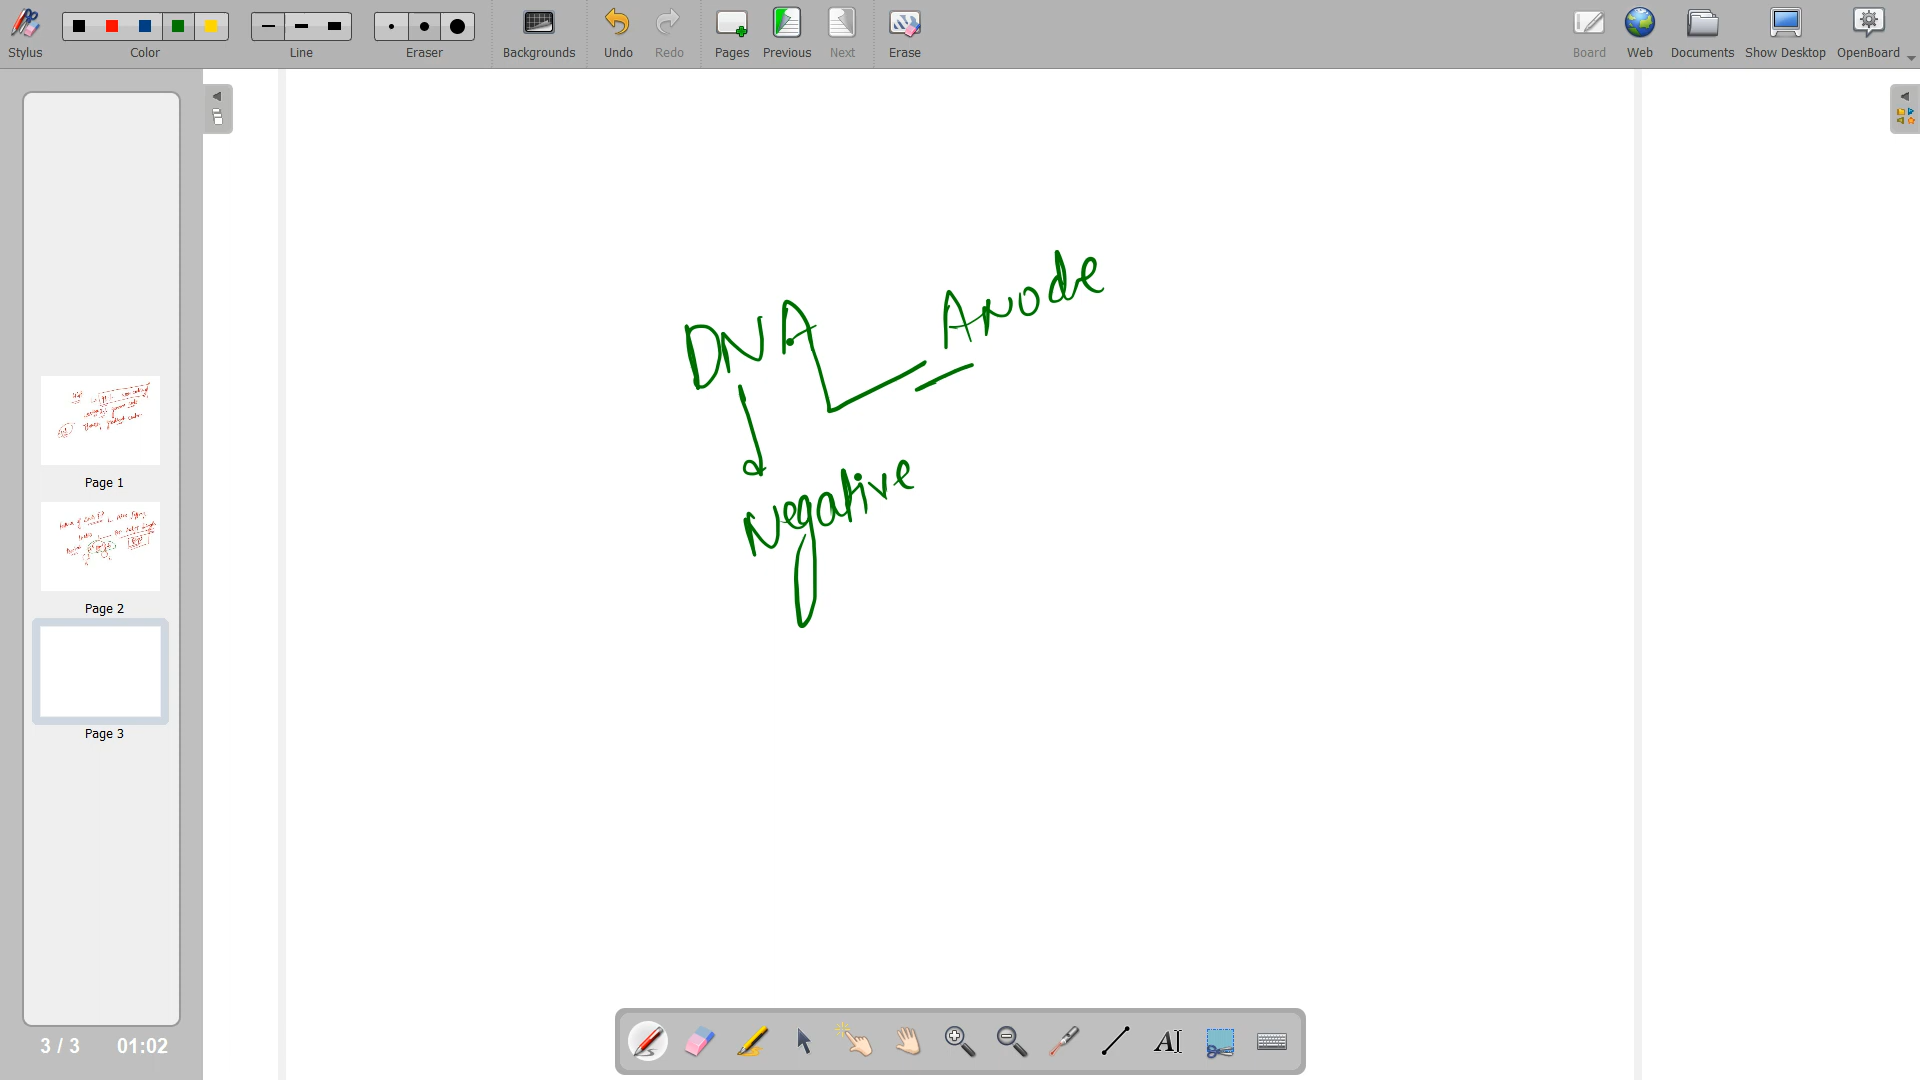 Stylus
Color
Line
Eraser
Backgrounds
Undo
Redo
Pages
Previous
Next
Erase
Board
Web
Documents
Show Desktop
OpenBoard
Page 1
Page 2
Page 3
3 / 3 01:02
DNA Anode
Negative